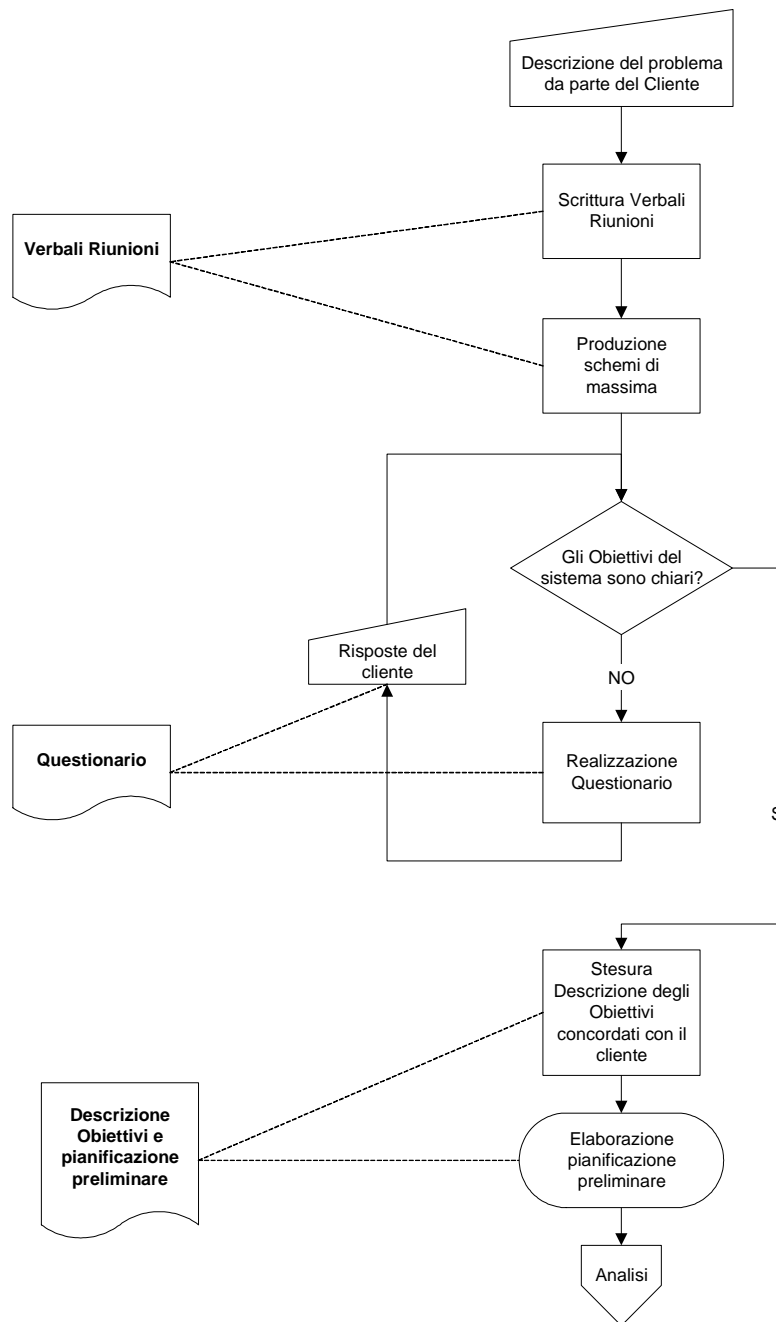 Descrizione del problema
da parte del Cliente
Scrittura Verbali
Riunioni
Verbali Riunioni
Produzione
schemi di
massima
Gli Obiettivi del
sistema sono chiari?
Risposte del
cliente
NO
Questionario
Realizzazione
Questionario
S
Stesura
Descrizione degli
Obiettivi
concordati con il
cliente
Descrizione
Obiettivi e
pianificazione
preliminare
Elaborazione
pianificazione
preliminare
Analisi